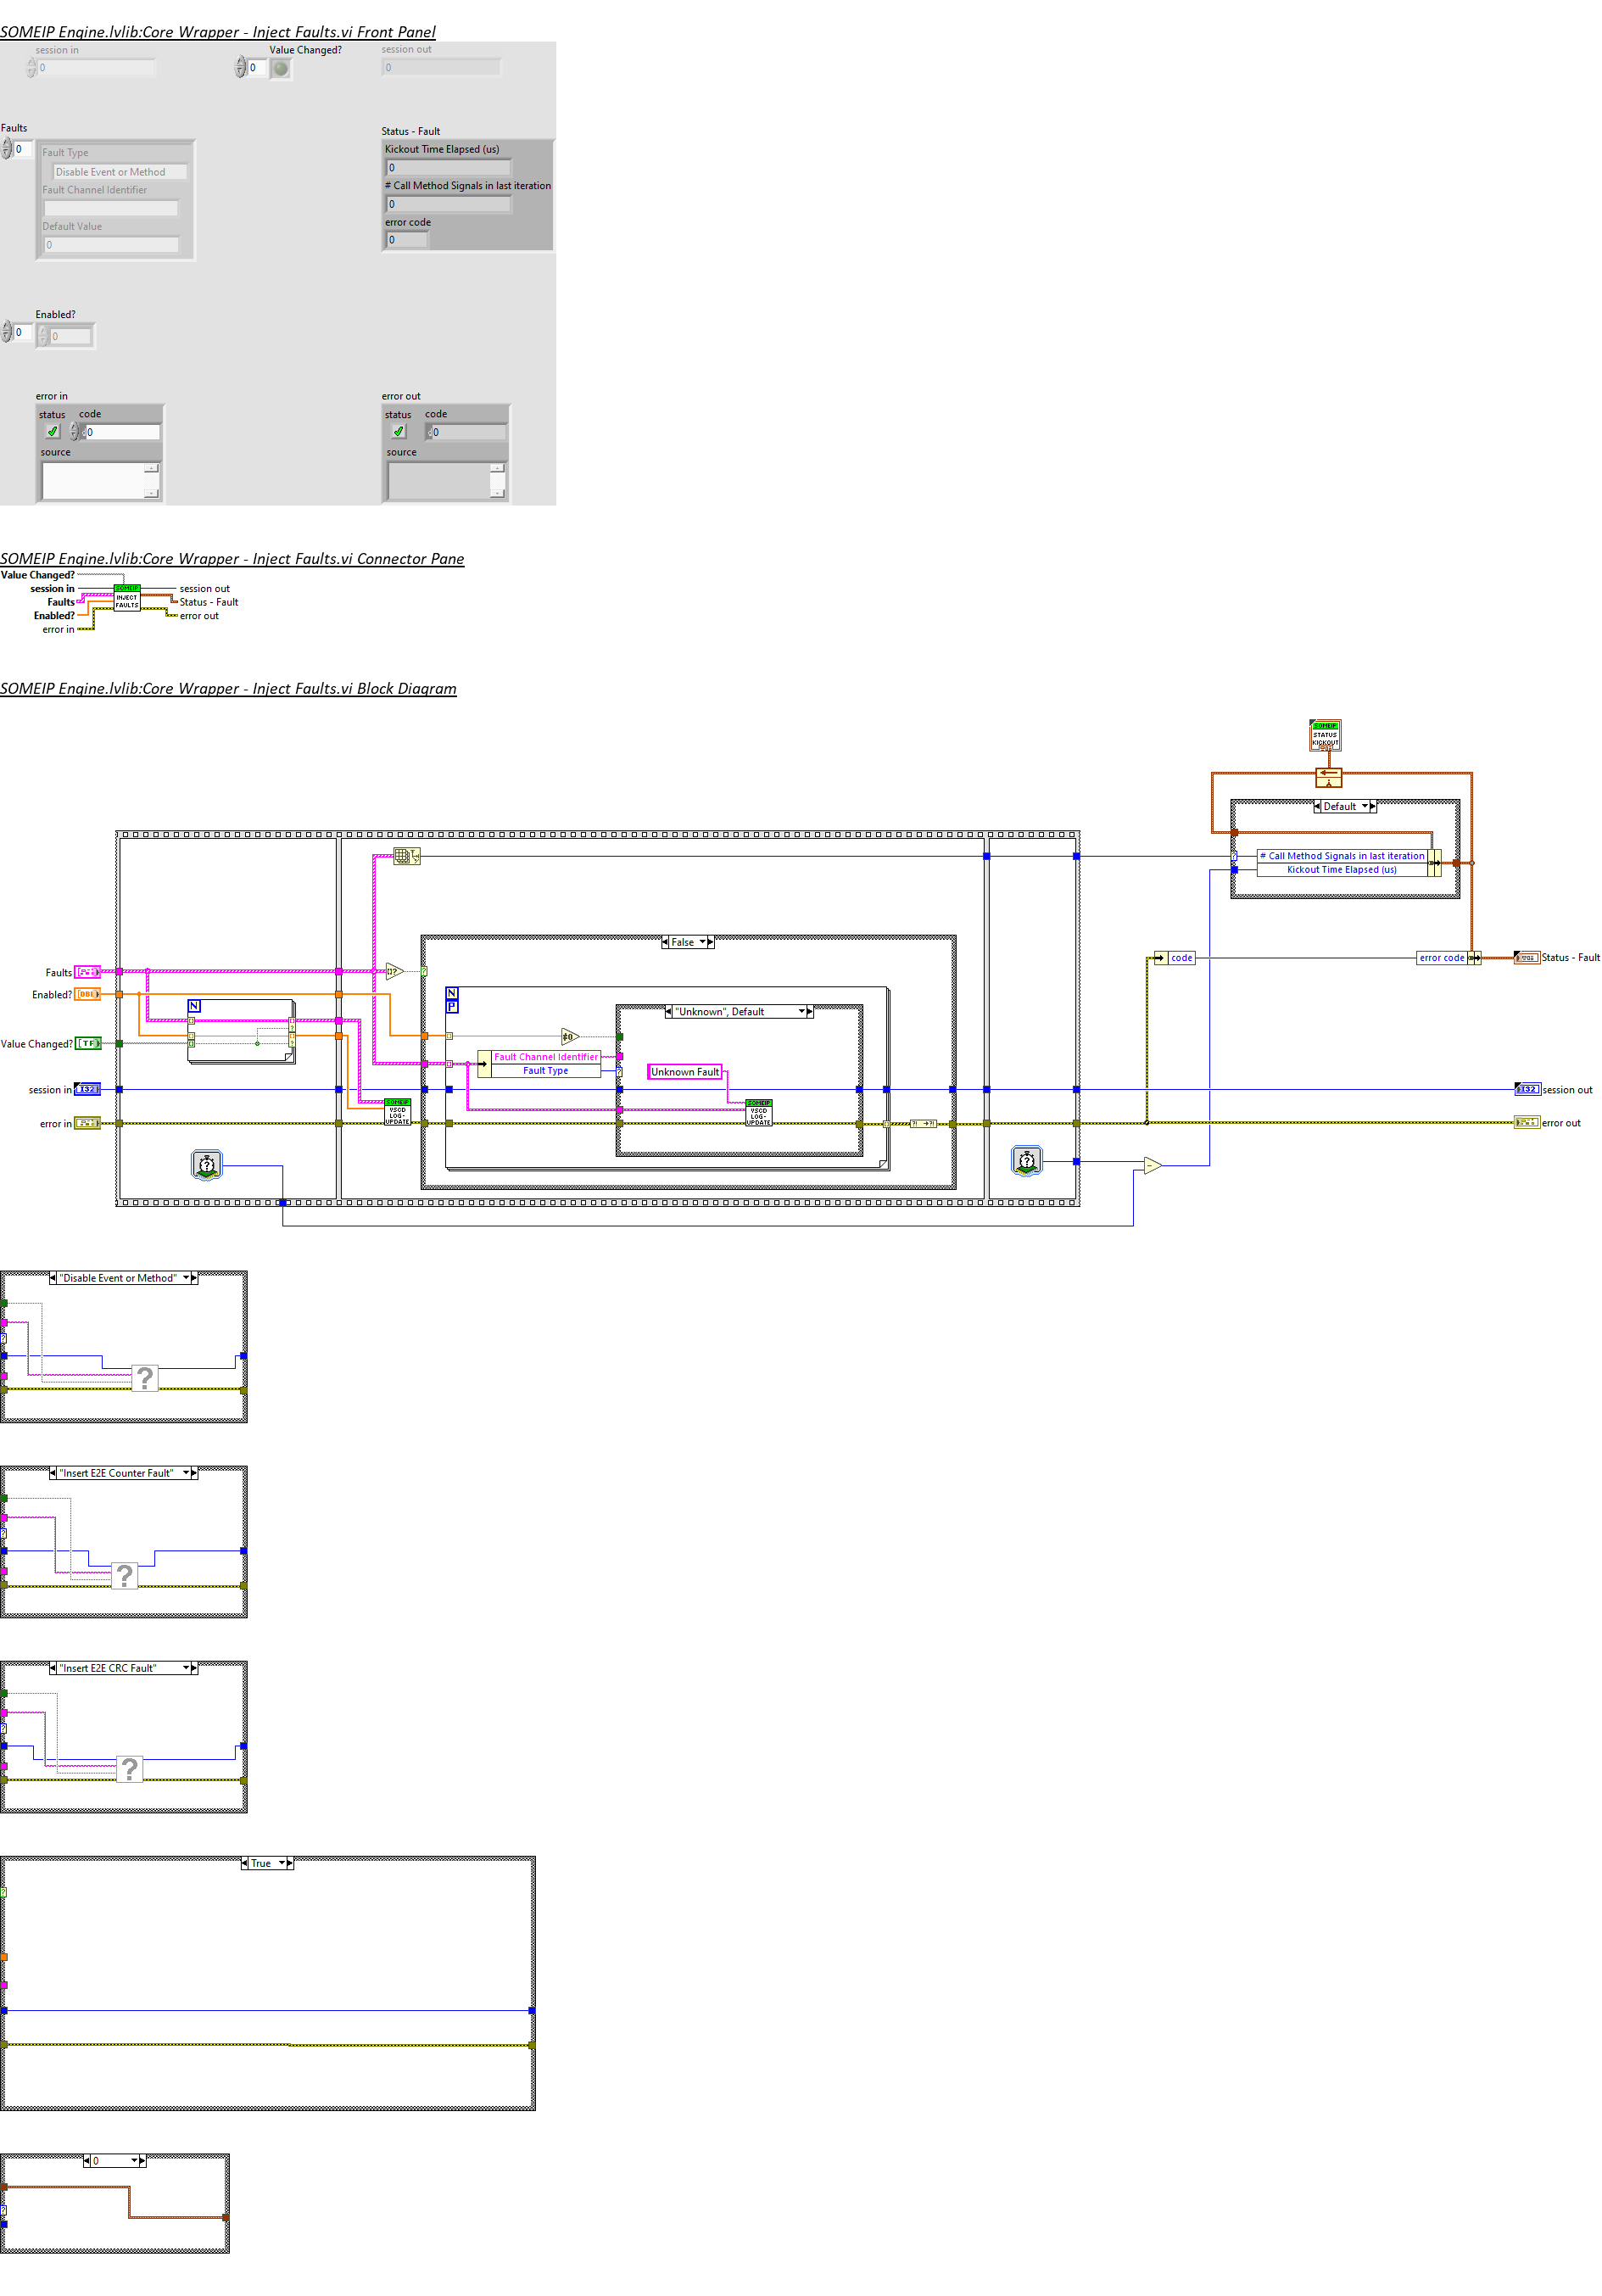 SOMEIP Engine.lvlib:Core Wrapper - Inject Faults.vi Front Panel
session in
0
Value Changed?
0
session out
0
Faults
0
Fault Type
Disable Event or Method
Fault Channel Identifier
Default Value
0
Status - Fault
Kickout Time Elapsed (us)
0
# Call Method Signals in last iteration
0
error code
0
Enabled?
0
0
error in
status code
0
source
error out
status code
0
source
SOMEIP Engine.lvlib:Core Wrapper - Inject Faults.vi Connector Pane
Value Changed?
session in
Faults
Enabled?
error in
SOMEIP
INJECT
FAULTS
session out
Status - Fault
error out
SOMEIP Engine.lvlib:Core Wrapper - Inject Faults.vi Block Diagram
SOMEIP
STATUS
KICKOUT
Default
# Call Method Signals in last iteration
Kickout Time Elapsed (us)
False
Faults
code
error code
Status - Fault
Enabled?
DBL
N
N
P
"Unknown", Default
Value Changed?
TF
Fault Channel Identifier
Fault Type
Unknown Fault
session in
I32
I32
session out
SOMEIP
VSCD
LOG-
UPDATE
SOMEIP
VSCD
LOG-
UPDATE
error in
error out
"Disable Event or Method"
?
"Insert E2E Counter Fault"
?
"Insert E2E CRC Fault"
?
True
0